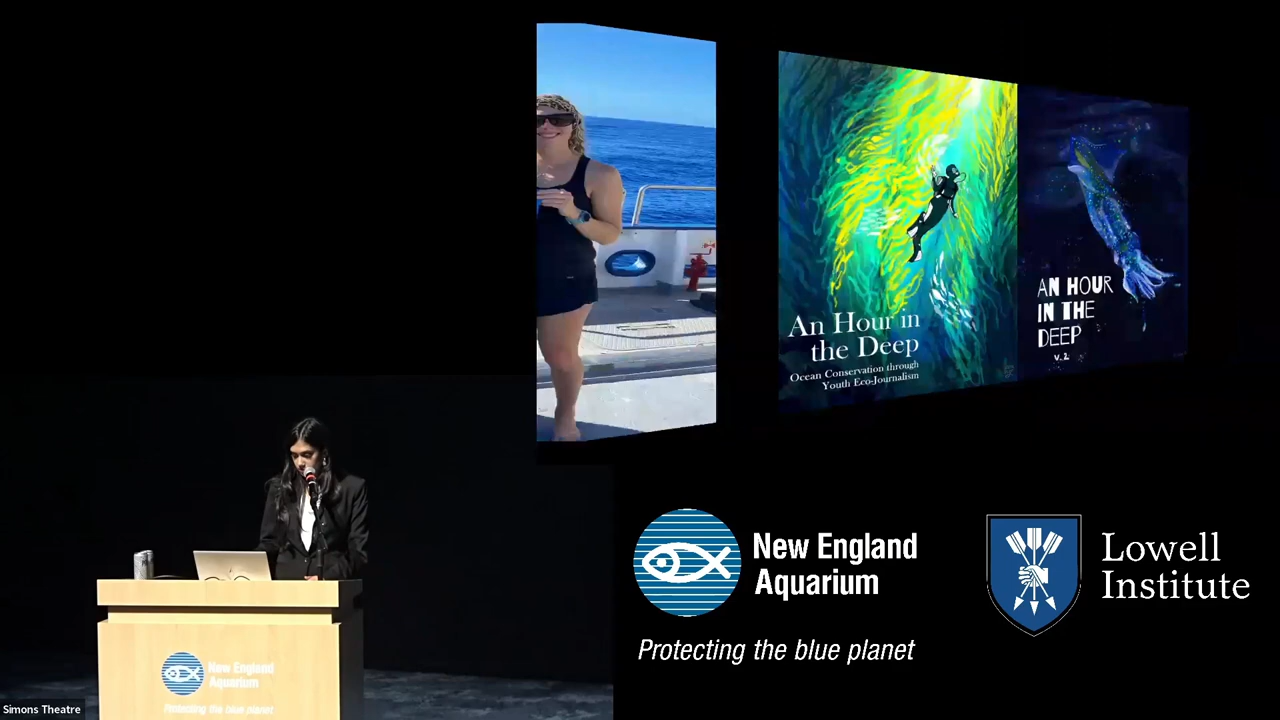 An Hour in
the Deep
Ocean Conservation through
Youth Eco-Journalism
AN HOUR
IN THE
DEEP
V.2
New England
Aquarium
Protecting the blue planet
Lowell
Institute
New England
Aquarium
Protecting the blue planet
Simons Theatre